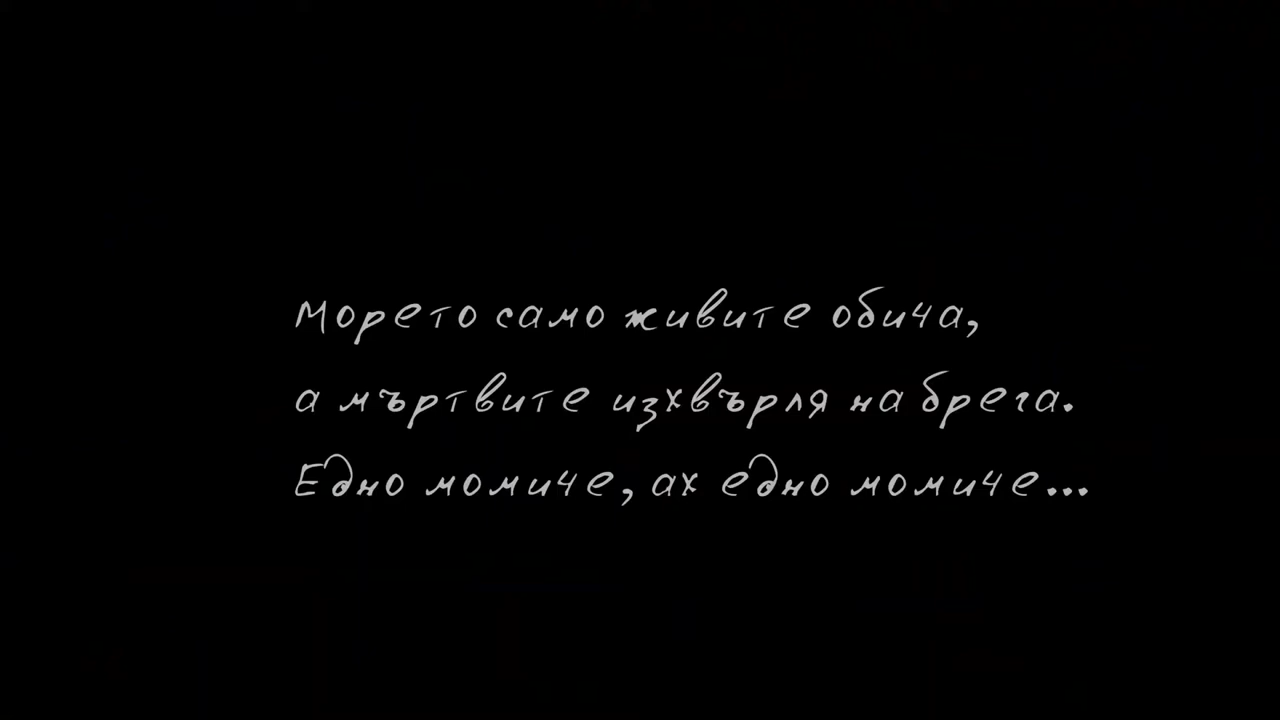 Морето само живите обича,
а мъртвите изхвърля на брега.
Едно момиче, ах едно момиче...